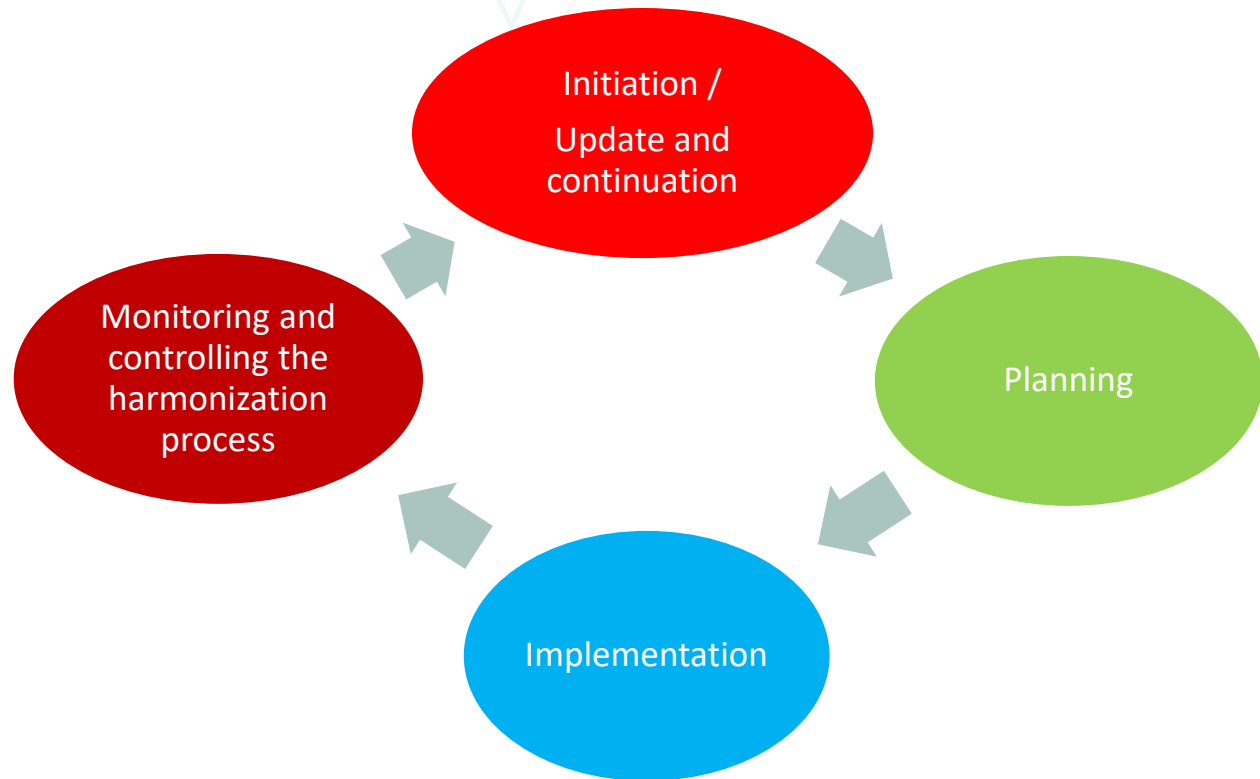 Initiation /
Update and
continuation
Planning
Implementation
Monitoring and
controlling the
harmonization
process